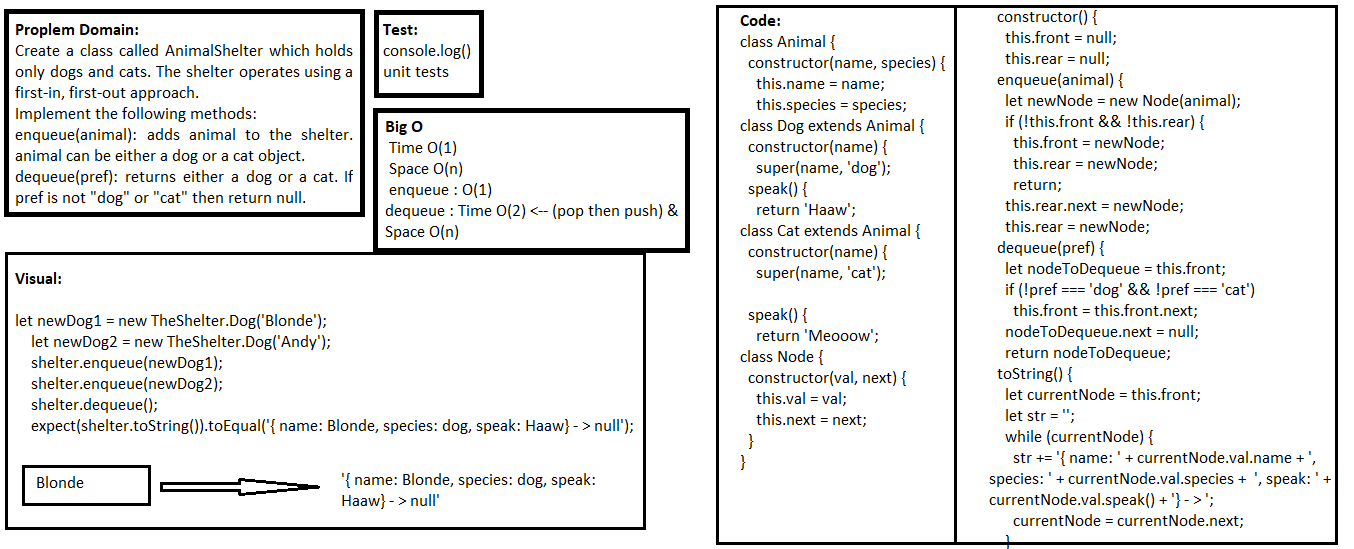 Proplem Domain:
Create a class called AnimalShelter which holds
only dogs and cats. The shelter operates using a
first-in, first-out approach.
Implement the following methods:
enqueue(animal): adds animal to the shelter.
animal can be either a dog or a cat object.
dequeue(pref): returns either a dog or a cat. If
pref is not "dog" or "cat" then return null.
Test:
console.log()
unit tests
Big O
Time O(1)
Space O(n)
enqueue : O(1)
dequeue : Time O(2) <-- (pop then push) &
Space O(n)
Visual:
let newDog1 = new TheShelter.Dog('Blonde');
let newDog2 = new TheShelter.Dog('Andy');
shelter.enqueue(newDog1);
shelter.enqueue(newDog2);
shelter.dequeue();
expect(shelter.toString()).toEqual('{ name: Blonde, species: dog, speak: Haaw} - > null');
Blonde
'{ name: Blonde, species: dog, speak:
Haaw} - > null'
Code:
class Animal {
constructor(name, species) {
this.name = name;
this.species = species;
class Dog extends Animal {
constructor(name) {
super(name, 'dog');
speak() {
return 'Haaw';
class Cat extends Animal {
constructor(name) {
super(name, 'cat');
speak() {
return 'Meooow';
class Node {
constructor(val, next) {
this.val = val;
this.next = next;
}
}
constructor() {
this.front = null;
this.rear = null;
enqueue(animal) {
let newNode = new Node(animal);
if (!this.front && !this.rear) {
this.front = newNode;
this.rear = newNode;
return;
this.rear.next = newNode;
this.rear = newNode;
dequeue(pref) {
let nodeToDequeue = this.front;
if (!pref === 'dog' && !pref === 'cat')
this.front = this.front.next;
nodeToDequeue.next = null;
return nodeToDequeue;
toString() {
let currentNode = this.front;
let str = '';
while (currentNode) {
str += '{ name: ' + currentNode.val.name + ',
species: ' + currentNode.val.species + ', speak: ' +
currentNode.val.speak() + '} - > ';
currentNode = currentNode.next;
}